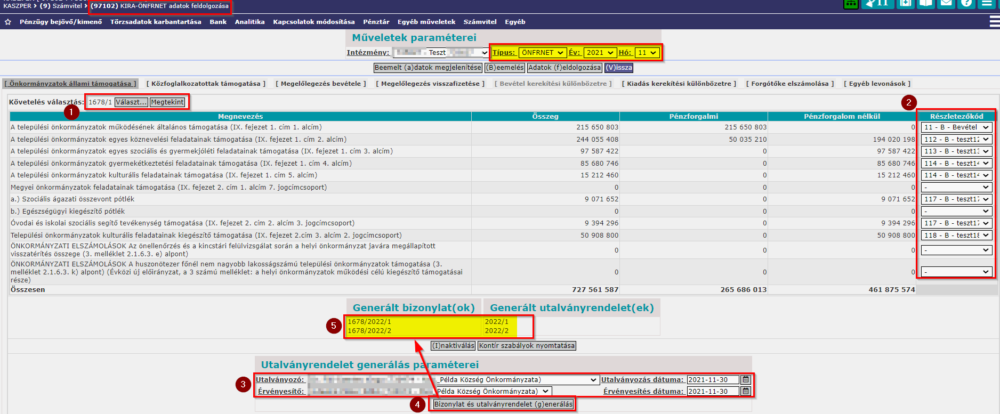 KASZPER > (9) Számvitel > (97102) KIRA-ÖNFRNET adatok feldolgozása
Pénzügy bejövő/kimenő Törzsadatok karbantartása Bank Analitika Kapcsolatok módosítása Pénztár Egyéb műveletek Számvitel Egyéb
Műveletek paraméterei
Intézmény: Teszt Típus: ÖNFRNET Év: 2021 Hó: 11
Beemelt (a)datok megjelenítése (B)eemelés Adatok (f)eldolgozása (V)issza
[ Önkormányzatok állami támogatása ] [ Közfoglalkozatottak támogatása ] [ Megelőlegezés bevétele ] [ Megelőlegezés visszafizetése ] [ Bevétel kerekítési különbözetre ] [ Kiadás kerekítési különbözetre ] [ Forgótőke elszámolása ] [ Egyéb levonások ]
Követelés választás: 1678/1 Választ... Megtekint
1
2
Megnevezés Összeg Pénzforgalmi Pénzforgalom nélkül Részletezőkód
A települési önkormányzatok működésének általános támogatása (IX. fejezet 1. cím 1. alcím) 215 650 803 215 650 803 0 11 - B - Bevétel
A települési önkormányzatok egyes köznevelési feladatainak támogatása (IX. fejezet 1. cím 2. alcím) 244 055 408 50 035 210 194 020 198 112 - B - teszt12
A települési önkormányzatok egyes szociális és gyermekjóléti feladatainak támogatása (IX. fejezet 1. cím 3. alcím) 97 587 422 0 97 587 422 113 - B - teszt13
A települési önkormányzatok gyermekétkeztetési feladatainak támogatása (IX. fejezet 1. cím 4. alcím) 85 680 746 0 85 680 746 114 - B - teszt14
A települési önkormányzatok kulturális feladatainak támogatása (IX. fejezet 1. cím 5. alcím) 15 212 460 0 15 212 460 114 - B - teszt14
Megyei önkormányzatok feladatainak támogatása (IX. fejezet 2. cím 1. alcím 7. jogcímcsoport) 0 0 0 -
a.) Szociális ágazati összevont pótlék 9 071 652 0 9 071 652 117 - B - teszt17
b.) Egészségügyi kiegészítő pótlék 0 0 0 -
Óvodai és iskolai szociális segítő tevékenység támogatása (IX. fejezet 2. cím 2. alcím 3. jogcímcsoport) 9 394 296 0 9 394 296 117 - B - teszt17
Települési önkormányzatok kulturális feladatainak kiegészítő támogatása (IX. fejezet 2.cím 3. alcím 2. jogcímcsoport) 50 908 800 0 50 908 800 118 - B - teszt18
ÖNKORMÁNYZATI ELSZÁMOLÁSOK Az önellenőrzés és a kincstári felülvizsgálat során a helyi önkormányzat javára megállapított
visszatérítés összege (3. melléklet 2.1.6.3. e) alpont) 0 0 0 -
ÖNKORMÁNYZATI ELSZÁMOLÁSOK A huszonötezer főnél nem nagyobb lakosságszámú települési önkormányzatok támogatása (3.
melléklet 2.1.6.3. k) alpont) (Évközi új előirányzat, a 3 számú melléklet: a helyi önkormányzatok működési célú kiegészítő támogatásai
része) 0 0 0 -
Összesen 727 561 587 265 686 013 461 875 574
Generált bizonylat(ok) Generált utalványrendelet(ek)
5
1678/2022/1 2022/1
1678/2022/2 2022/2
(I)naktiválás Kontír szabályok nyomtatása
Utalványrendelet generálás paraméterei
3
Utalványozó: _Példa Község Önkormányzata) Utalványozás dátuma: 2021-11-30
Érvényesítő: Példa Község Önkormányzata) Érvényesítés dátuma: 2021-11-30
4
Bizonylat és utalványrendelet (g)enerálás